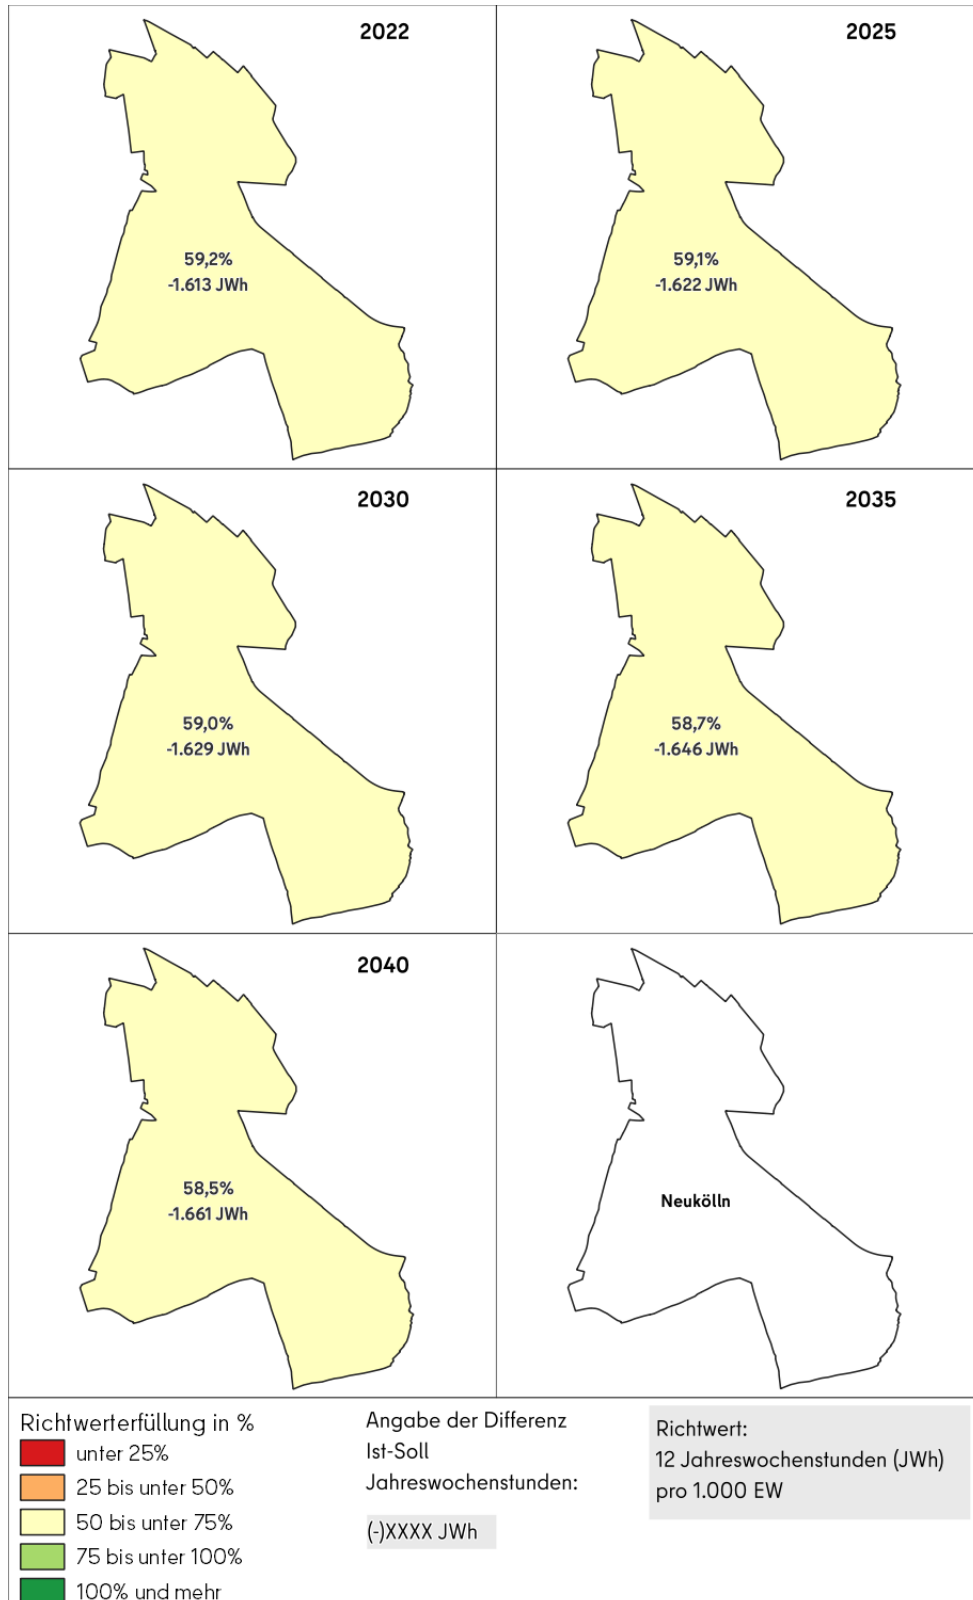 2022
59,2%
-1.613 JWh
2025
59,1%
-1.622 JWh
2030
59,0%
-1.629 JWh
2035
58,7%
-1.646 JWh
2040
58,5%
-1.661 JWh
Neukölln
Richtwerterfüllung in %
unter 25%
25 bis unter 50%
50 bis unter 75%
75 bis unter 100%
100% und mehr
Angabe der Differenz
Ist-Soll
Jahreswochenstunden:
(-)XXXX JWh
Richtwert:
12 Jahreswochenstunden (JWh)
pro 1.000 EW